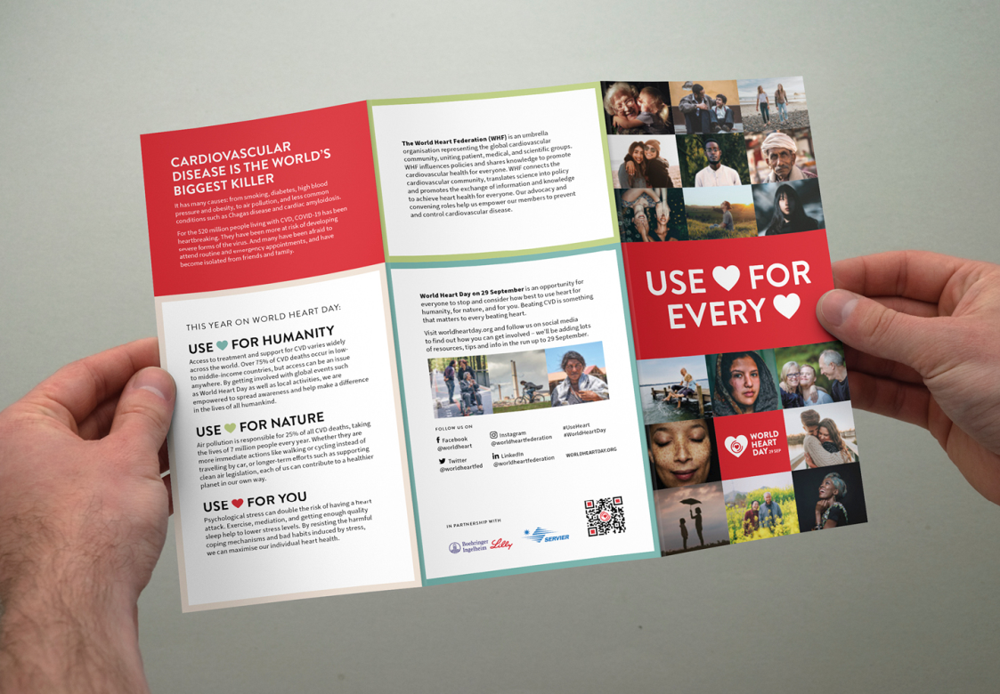 CARDIOVASCULAR
DISEASE IS THE WORLD'S
BIGGEST KILLER
It has many causes: from smoking, diabetes, high blood
pressure and obesity, to air pollution, and less common
conditions such as Chagas disease and cardiac amyloidosis.
For the 520 million people living with CVD, COVID-19 has been
heartbreaking. They have been more at risk of developing
severe forms of the virus. And many have been afraid to
attend routine and emergency appointments, and have
become isolated from friends and family.
THIS YEAR ON WORLD HEART DAY:
USE FOR HUMANITY
Access to treatment and support for CVD varies widely
across the world. Over 75% of CVD deaths occur in low-
to middle-income countries, but access can be an issue
anywhere. By getting involved with global events such
as World Heart Day as well as local activities, we are
empowered to spread awareness and help make a difference
in the lives of all humankind.
USE FOR NATURE
Air pollution is responsible for 25% of all CVD deaths, taking
the lives of 7 million people every year. Whether they are
more immediate actions like walking or cycling instead of
travelling by car, or longer-term efforts such as supporting
clean air legislation, each of us can contribute to a healthier
planet in our own way.
USE FOR YOU
Psychological stress can double the risk of having a heart
attack. Exercise, mediation, and getting enough quality
sleep help to lower stress levels. By resisting the harmful
coping mechanisms and bad habits induced by stress,
we can maximise our individual heart health.
The World Heart Federation (WHF) is an umbrella
organisation representing the global cardiovascular
community, uniting patient, medical, and scientific groups.
WHF influences policies and shares knowledge to promote
cardiovascular health for everyone. WHF connects the
cardiovascular community, translates science into policy
and promotes the exchange of information and knowledge
to achieve heart health for everyone. Our advocacy and
convening roles help us empower our members to prevent
and control cardiovascular disease.
World Heart Day on 29 September is an opportunity for
everyone to stop and consider how best to use heart for
humanity, for nature, and for you. Beating CVD is something
that matters to every beating heart.
Visit worldheartday.org and follow us on social media
to find out how you can get involved – we'll be adding lots
of resources, tips and info in the run up to 29 September.
FOLLOW US ON
Facebook
@worldheart
Twitter
@worldheartfed
Instagram
@worldheartfederation
LinkedIn
@worldheartfederation
#UseHeart
#WorldHeartDay
WORLDHEARTDAY.ORG
IN PARTNERSHIP WITH
Boehringer
Ingelheim
Lilly
SERVIER
USE FOR
EVERY
WORLD
HEART
DAY 29 SEP